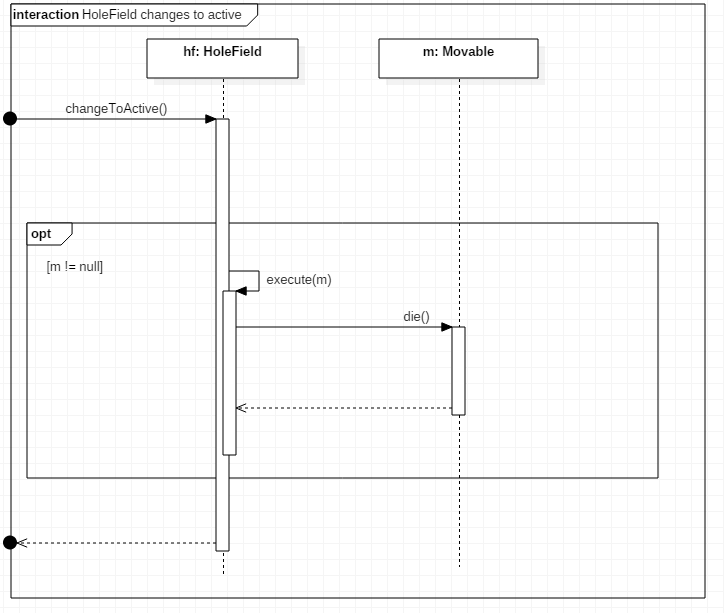 interaction HoleField changes to active
hf: HoleField
m: Movable
changeToActive()
opt
[m != null]
execute(m)
die()